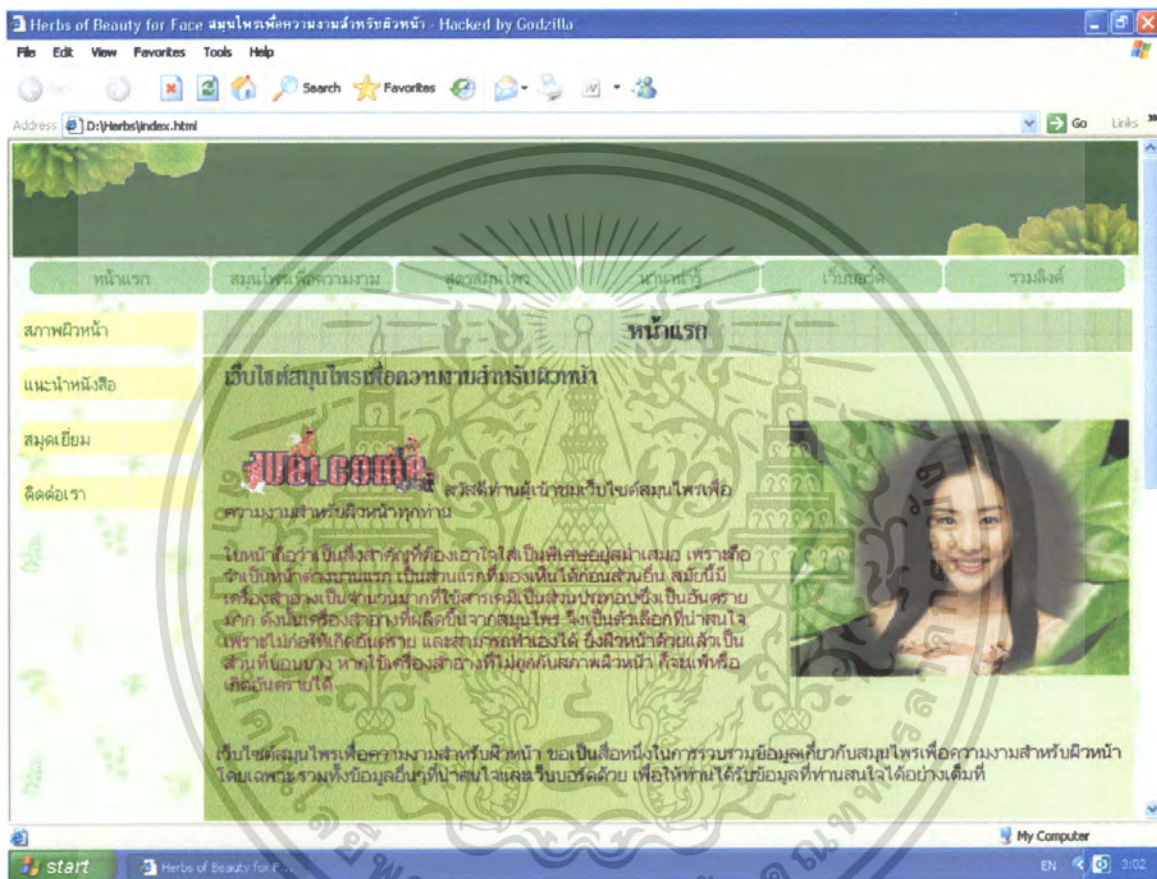 Herbs of Beauty for Face สมุนไพรเพื่อความงามสำหรับผิวหน้า - Hacked by Godzilla
File Edit View Favorites Tools Help
Search Favorites
Address D:\Herbs\index.html Go Links
หน้าแรก สมุนไพรเพื่อความงาม สูตรสมุนไพร นานาน่ารู้ เว็บบอร์ด รวมลิงค์
สภาพผิวหน้า
แนะนำหนังสือ
สมุดเยี่ยม
ติดต่อเรา
หน้าแรก
เว็บไซต์สมุนไพรเพื่อความงามสำหรับผิวหน้า
Welcome สวัสดีท่านผู้เข้าชมเว็บไซต์สมุนไพรเพื่อ
ความงามสำหรับผิวหน้าทุกท่าน
ใบหน้าถือว่าเป็นสิ่งสำคัญที่ต้องเอาใจใส่เป็นพิเศษอยู่สม่ำเสมอ เพราะถือ
ว่าเป็นหน้าต่างบานแรก เป็นส่วนแรกที่มองเห็นได้ก่อนส่วนอื่น สมัยนี้มี
เครื่องสำอางเป็นจำนวนมากที่ใช้สารเคมีเป็นส่วนประกอบซึ่งเป็นอันตราย
มาก ดังนั้นเครื่องสำอางที่ผลิตขึ้นจากสมุนไพร จึงเป็นตัวเลือกที่น่าสนใจ
เพราะไม่ก่อให้เกิดอันตราย และสามารถทำเองได้ ยิ่งผิวหน้าด้วยแล้วเป็น
ส่วนที่บอบบาง หากใช้เครื่องสำอางที่ไม่ถูกกับสภาพผิวหน้า ก็จะแพ้หรือ
เกิดอันตรายได้
เว็บไซต์สมุนไพรเพื่อความงามสำหรับผิวหน้า ขอเป็นสื่อหนึ่งในการรวบรวมข้อมูลเกี่ยวกับสมุนไพรเพื่อความงามสำหรับผิวหน้า
โดยเฉพาะ รวมทั้งข้อมูลอื่นๆที่น่าสนใจและเว็บบอร์ดด้วย เพื่อให้ท่านได้รับข้อมูลที่ท่านสนใจได้อย่างเต็มที่
My Computer
start Herbs of Beauty for F... EN 3:02